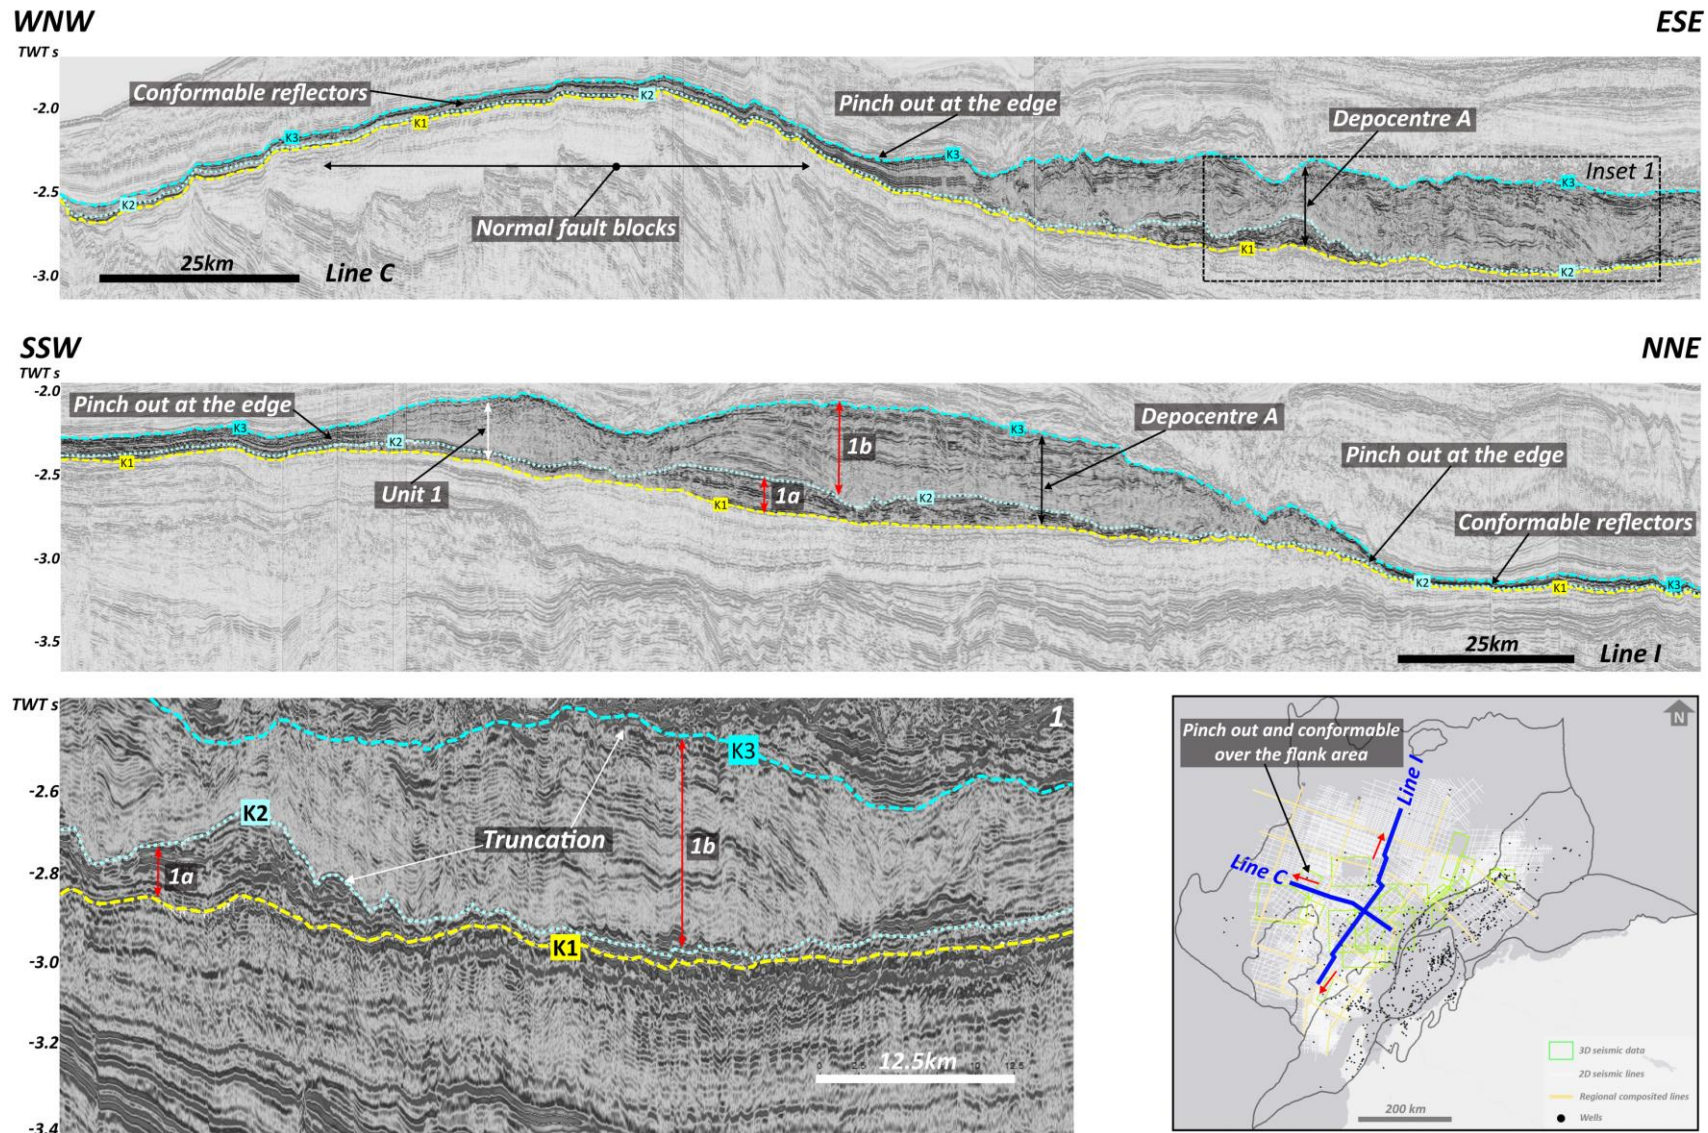 WNW
ESE
TWT s
-2.0
-2.5
-3.0
Conformable reflectors
K2
K3
K1
Pinch out at the edge
Depocentre A
K3
Inset 1
K3
Normal fault blocks
K2
K1
K2
25km
Line C
SSW
NNE
TWT s
-2.0
-2.5
-3.0
-3.5
Pinch out at the edge
K3
K2
K1
Unit 1
1b
1a
K1
K2
K3
Depocentre A
Pinch out at the edge
Conformable reflectors
K2
K1
K3
25km
Line I
TWT s
-2.6
-2.8
-3.0
-3.2
-3.4
1
K3
K2
Truncation
1b
1a
K1
12.5km
Pinch out and conformable
over the flank area
N
Line I
Line C
3D seismic data
2D seismic lines
Regional composited lines
Wells
200 km